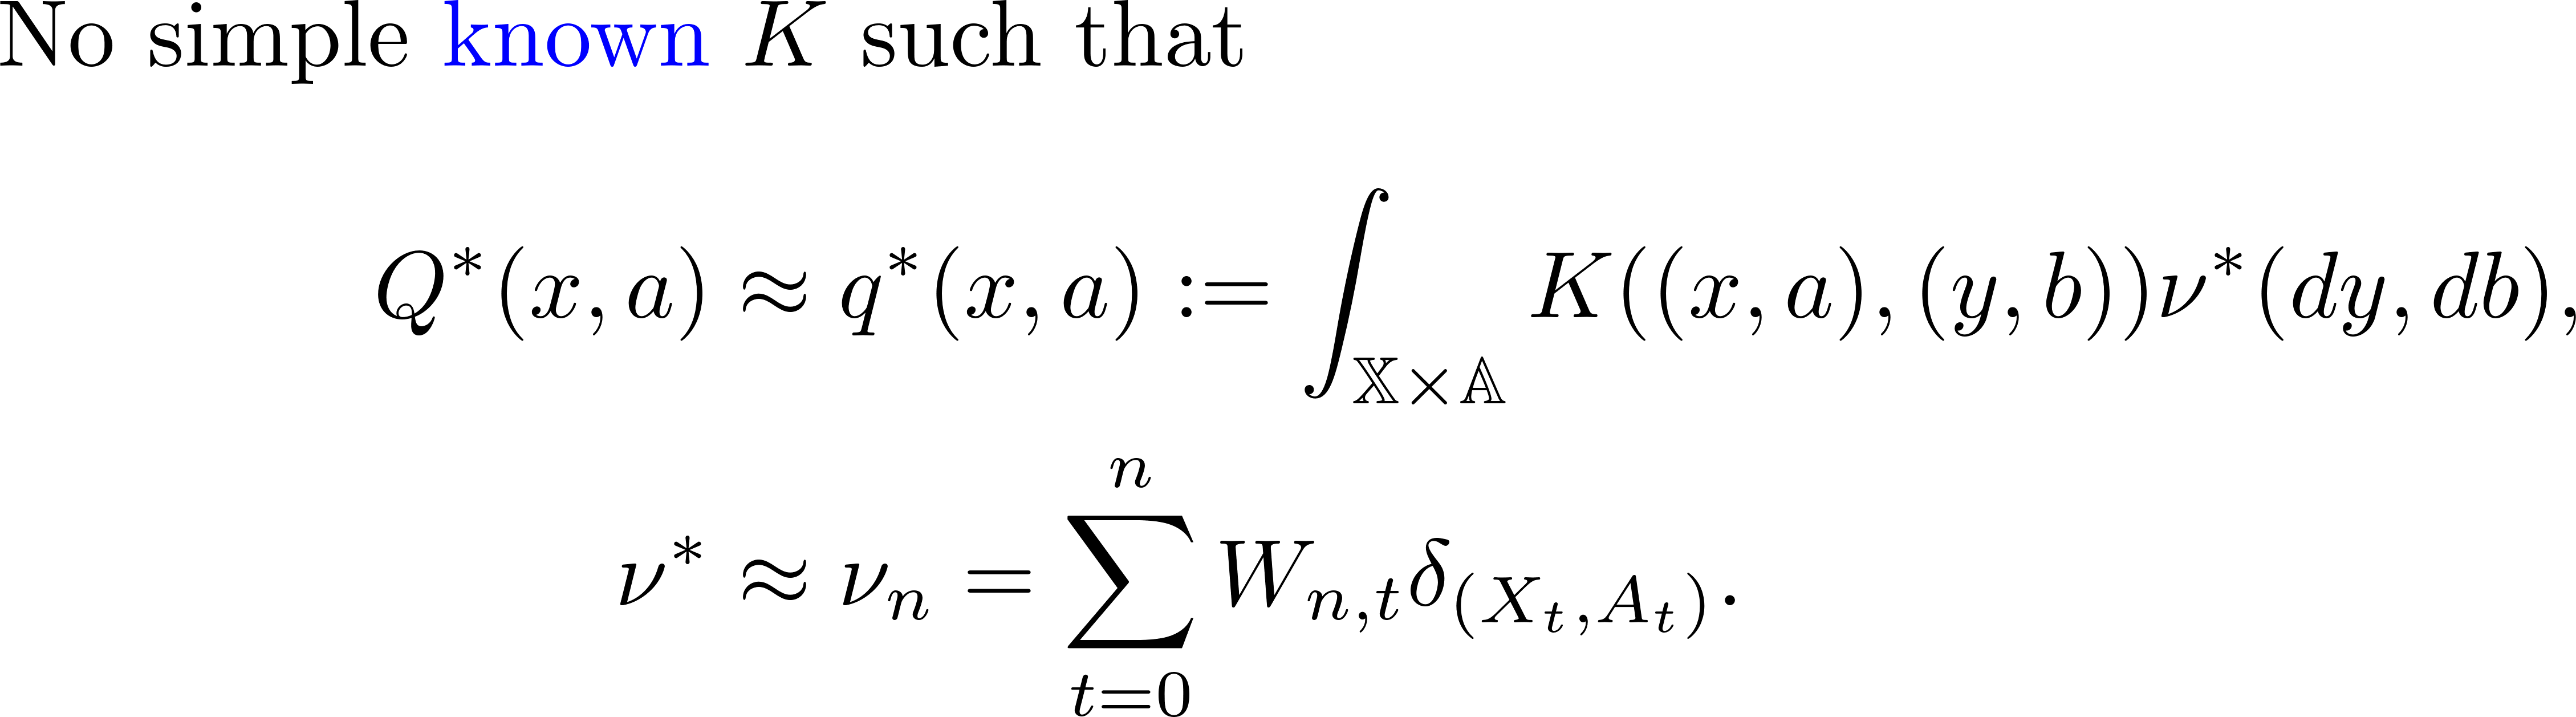 No simple known K such that
Q*(x, a) ≈ q*(x, a) := ∫_{𝕏×𝔸} K((x, a), (y, b))ν*(dy, db),
ν* ≈ ν_n = ∑_{t=0}^{n} W_{n,t}δ_{(X_t,A_t)}.